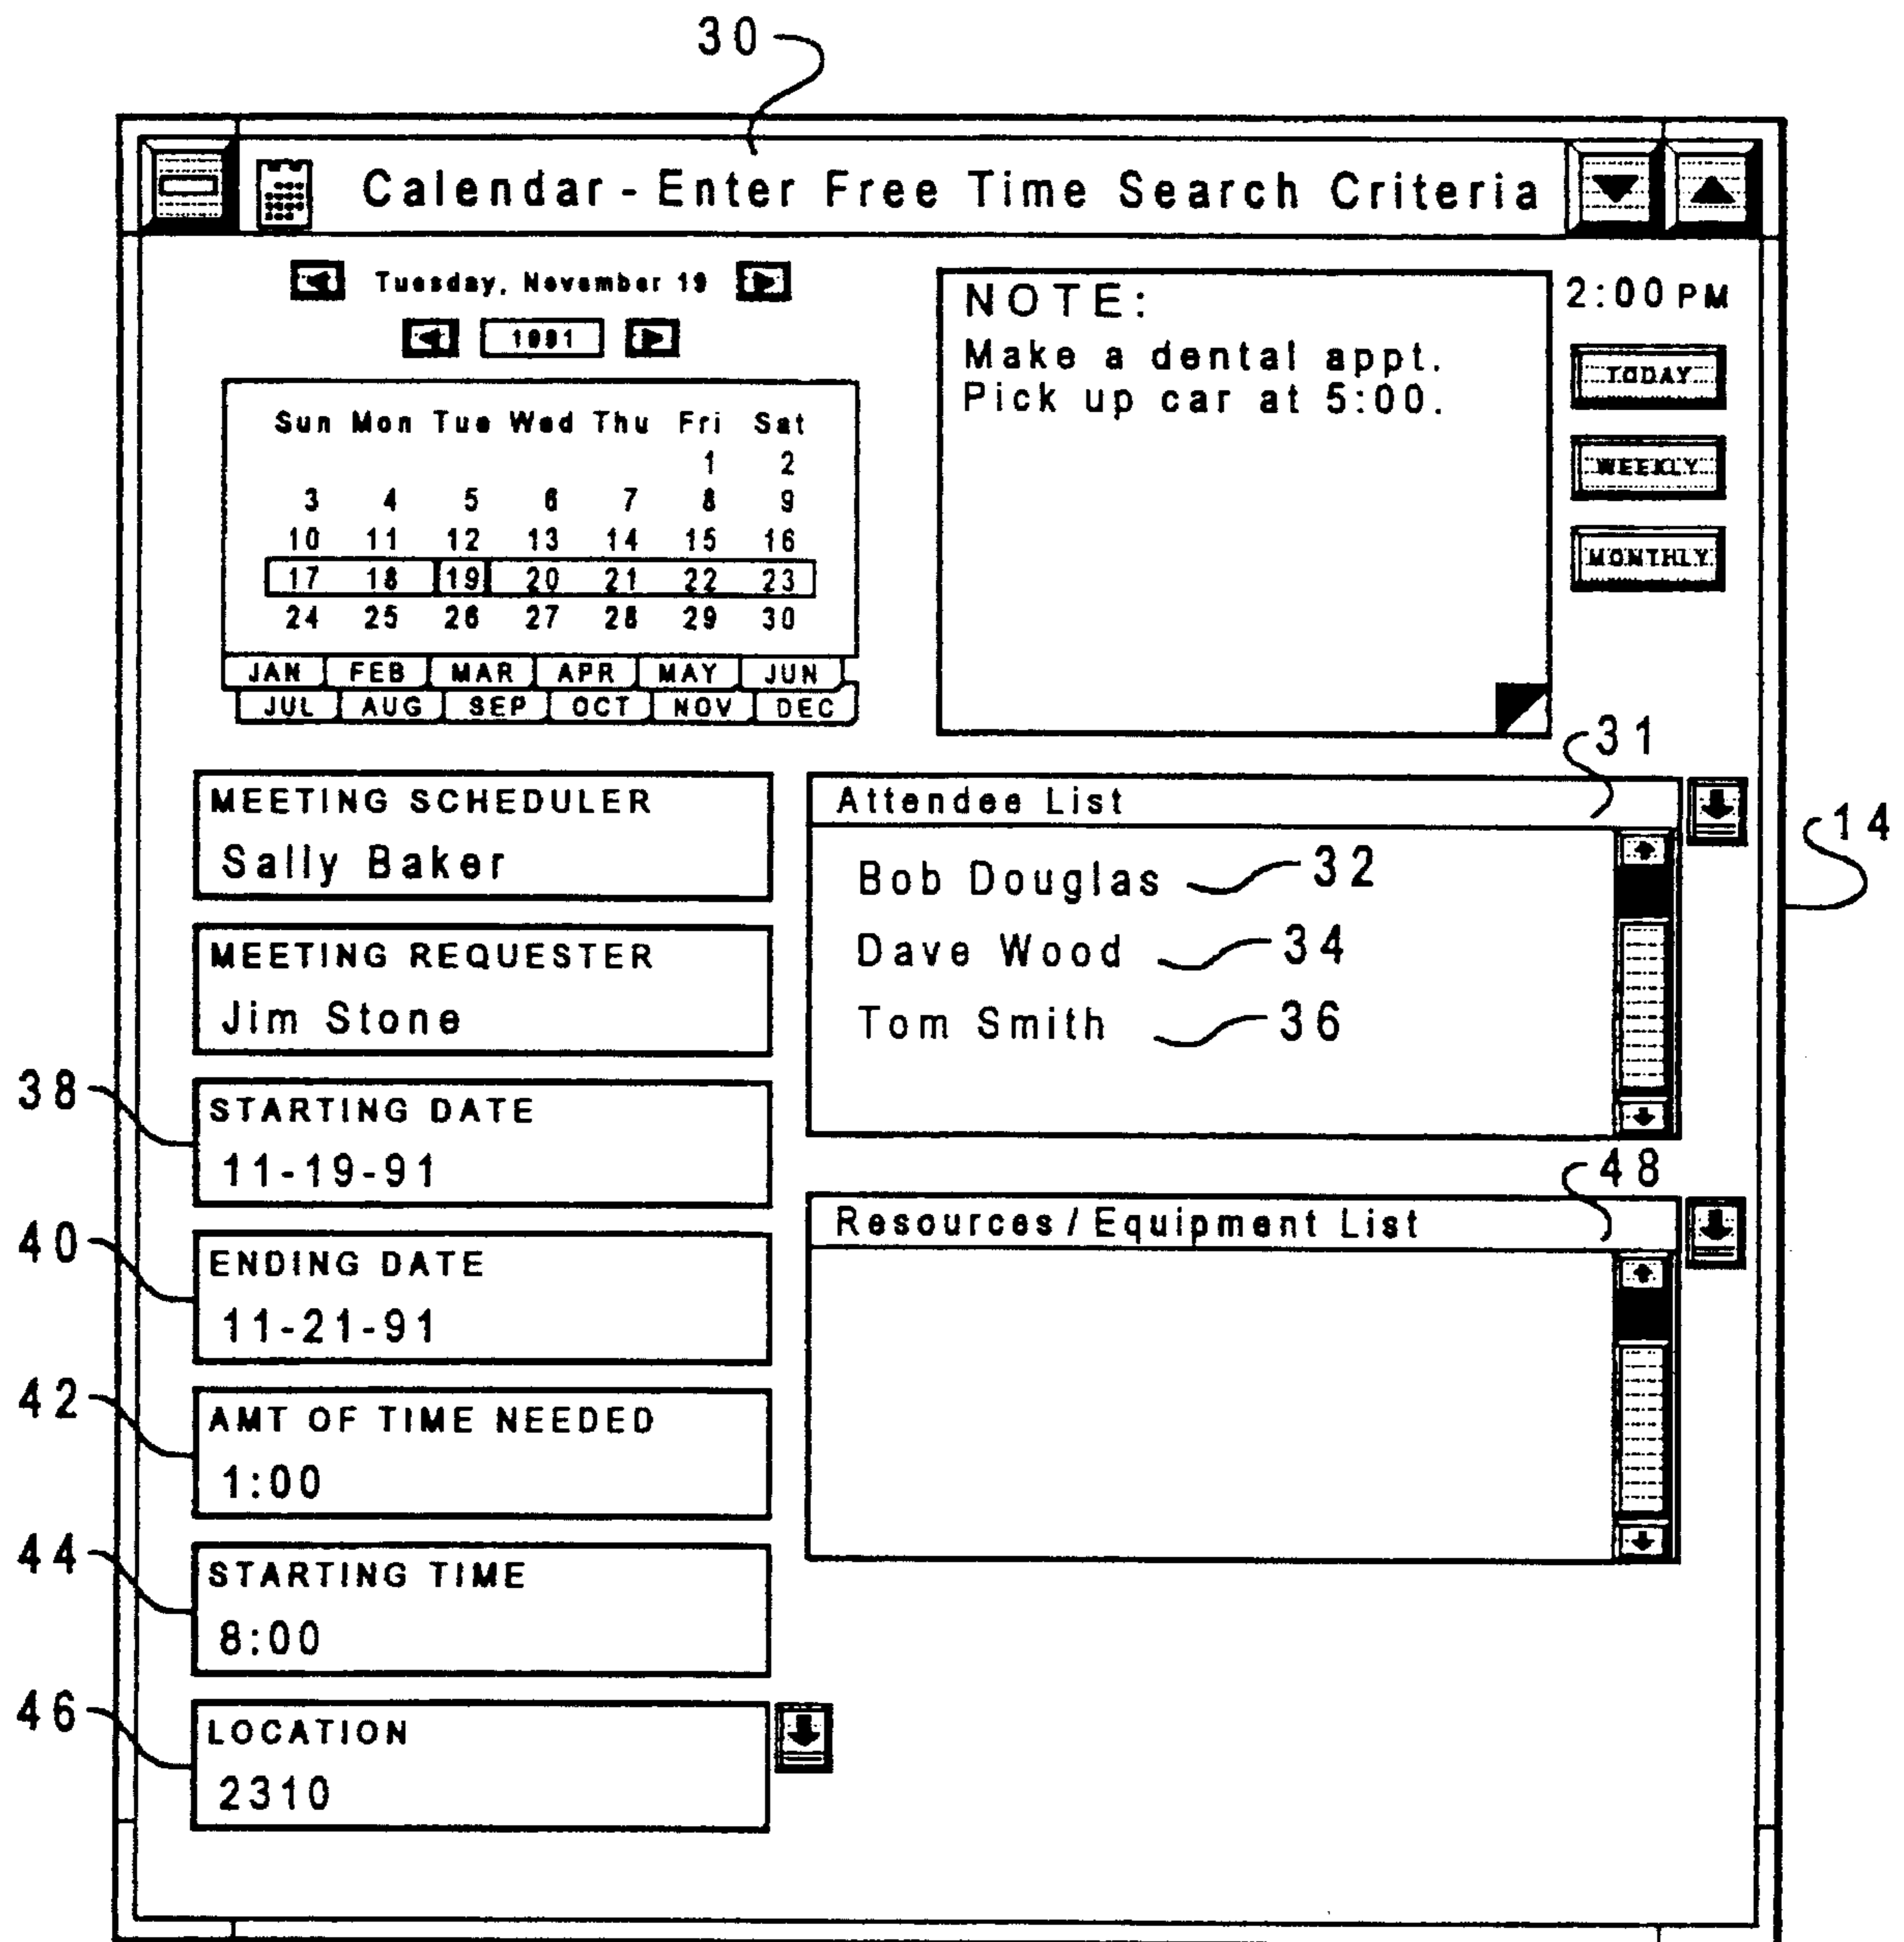 30
Calendar - Enter Free Time Search Criteria
Tuesday, November 19
1991
Sun Mon Tue Wed Thu Fri Sat
1 2
3 4 5 6 7 8 9
10 11 12 13 14 15 16
17 18 19 20 21 22 23
24 25 26 27 28 29 30
JAN FEB MAR APR MAY JUN
JUL AUG SEP OCT NOV DEC
NOTE:
Make a dental appt.
Pick up car at 5:00.
2:00 PM
TODAY
WEEKLY
MONTHLY
MEETING SCHEDULER
Sally Baker
MEETING REQUESTER
Jim Stone
38
STARTING DATE
11-19-91
40
ENDING DATE
11-21-91
42
AMT OF TIME NEEDED
1:00
44
STARTING TIME
8:00
46
LOCATION
2310
31
Attendee List
14
Bob Douglas 32
Dave Wood 34
Tom Smith 36
48
Resources / Equipment List